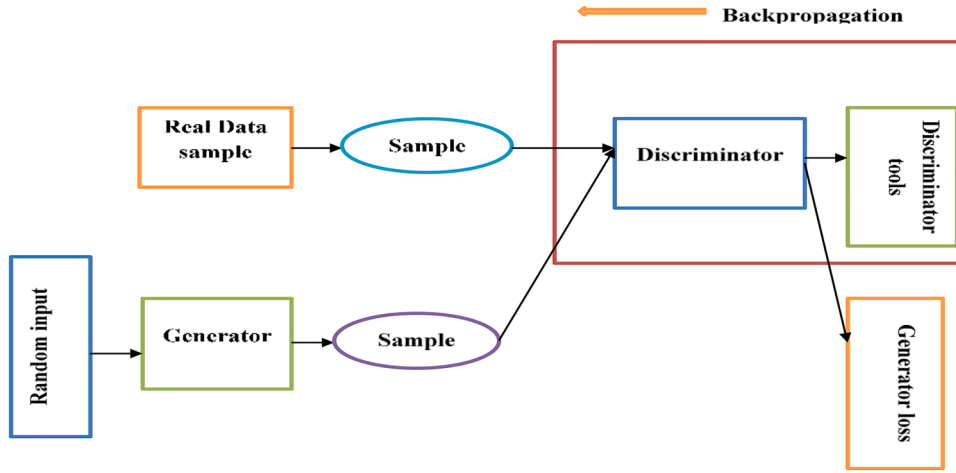 Backpropagation
Real Data
sample
Sample
Discriminator
Discriminator
tools
Random input
Generator
Sample
Generator loss